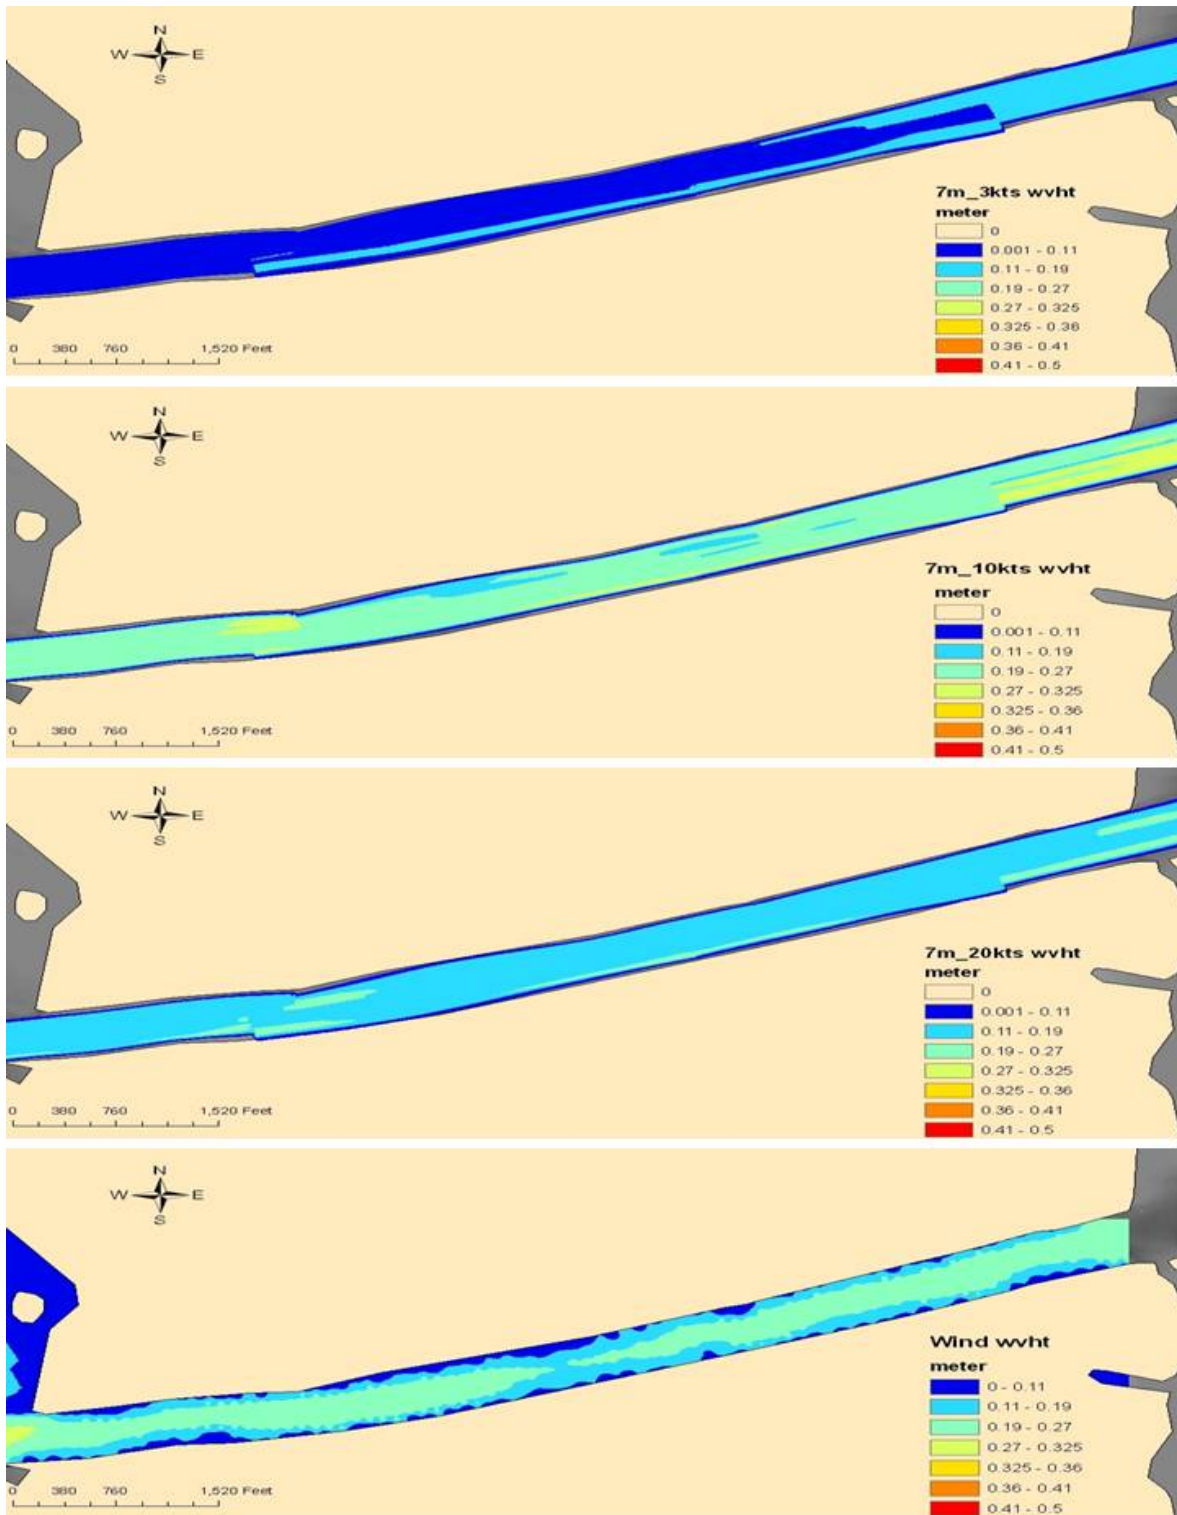 N
W E
S
7m_3kts wvht
meter
0
0.001 - 0.11
0.11 - 0.19
0.19 - 0.27
0.27 - 0.325
0.325 - 0.36
0.36 - 0.41
0.41 - 0.5
0 380 760 1,520 Feet
N
W E
S
7m_10kts wvht
meter
0
0.001 - 0.11
0.11 - 0.19
0.19 - 0.27
0.27 - 0.325
0.325 - 0.36
0.36 - 0.41
0.41 - 0.5
0 380 760 1,520 Feet
N
W E
S
7m_20kts wvht
meter
0
0.001 - 0.11
0.11 - 0.19
0.19 - 0.27
0.27 - 0.325
0.325 - 0.36
0.36 - 0.41
0.41 - 0.5
0 380 760 1,520 Feet
N
W E
S
Wind wvht
meter
0 - 0.11
0.11 - 0.19
0.19 - 0.27
0.27 - 0.325
0.325 - 0.36
0.36 - 0.41
0.41 - 0.5
0 380 760 1,520 Feet